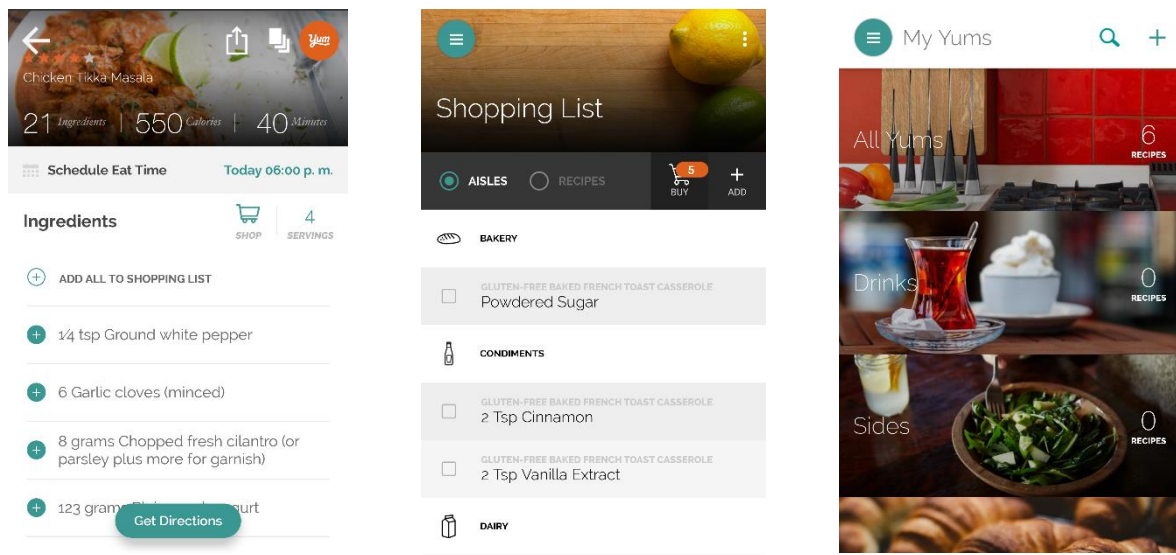 Yum
Chicken Tikka Masala
21 Ingredients | 550 Calories | 40 Minutes
Schedule Eat Time Today 06:00 p. m.
Ingredients
SHOP
4
SERVINGS
ADD ALL TO SHOPPING LIST
1⁄4 tsp Ground white pepper
6 Garlic cloves (minced)
8 grams Chopped fresh cilantro (or
parsley plus more for garnish)
123 gram
Get Directions
Shopping List
AISLES
RECIPES
5
BUY
ADD
BAKERY
GLUTEN-FREE BAKED FRENCH TOAST CASSEROLE
Powdered Sugar
CONDIMENTS
GLUTEN-FREE BAKED FRENCH TOAST CASSEROLE
2 Tsp Cinnamon
GLUTEN-FREE BAKED FRENCH TOAST CASSEROLE
2 Tsp Vanilla Extract
DAIRY
My Yums
All Yums
6
RECIPES
Drinks
0
RECIPES
Sides
0
RECIPES